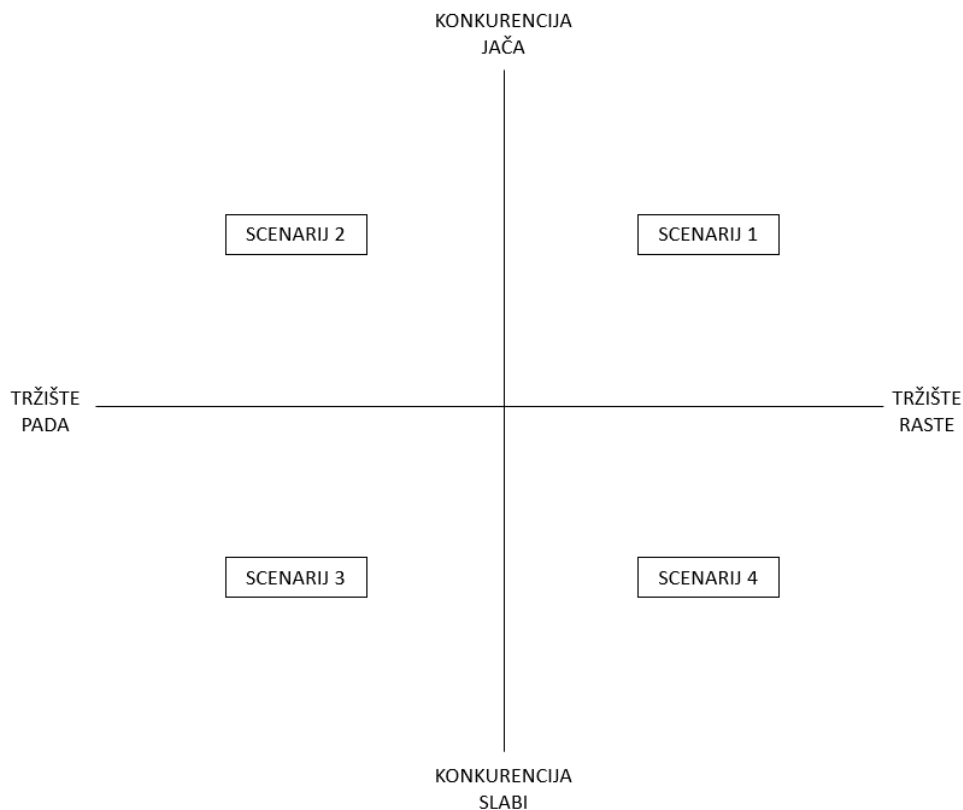 KONKURENCIJA
JAČA
SCENARIJ 2
SCENARIJ 1
TRŽIŠTE
PADA
TRŽIŠTE
RASTE
SCENARIJ 3
SCENARIJ 4
KONKURENCIJA
SLABI